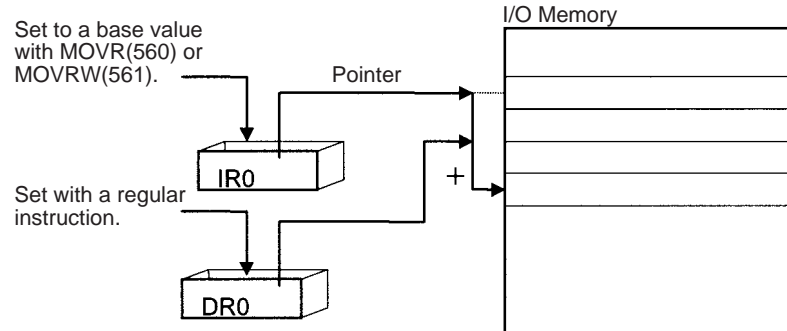 I/O Memory
Set to a base value
with MOVR(560) or
MOVRW(561).
Pointer
IR0
+
Set with a regular
instruction.
DR0